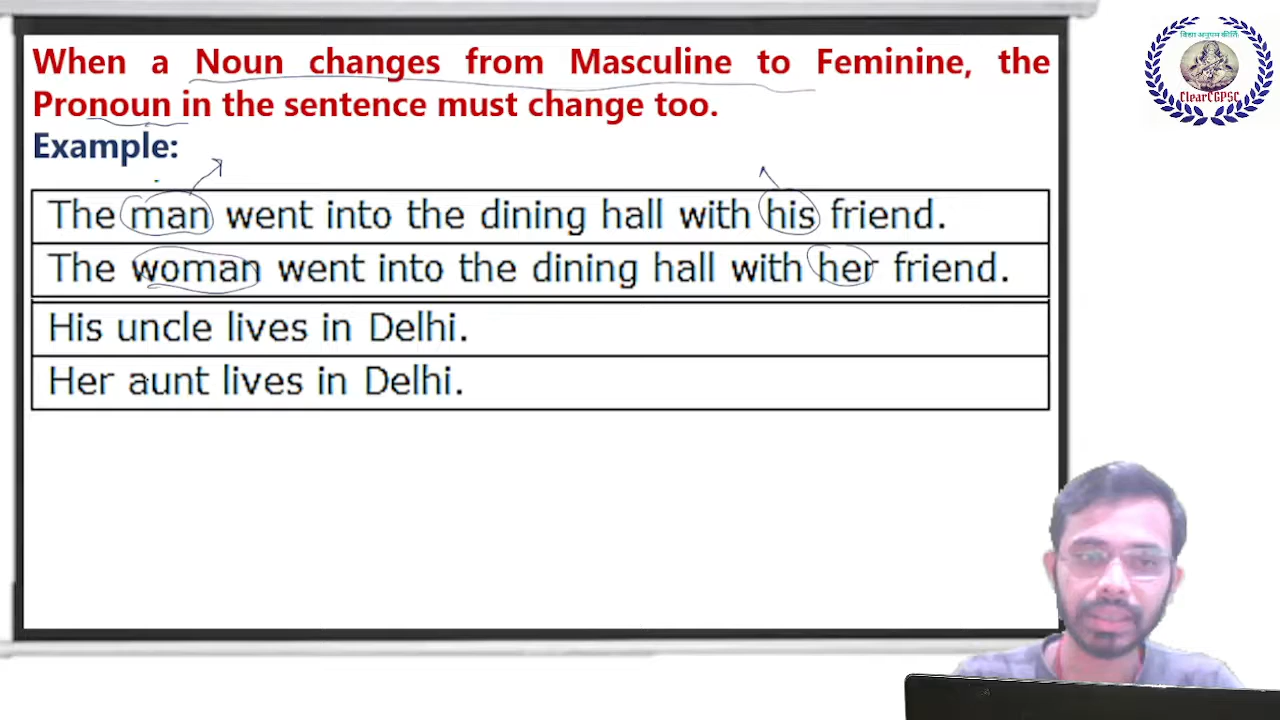 When a Noun changes from Masculine to Feminine, the
Pronoun in the sentence must change too.
Example:
The man went into the dining hall with his friend.
The woman went into the dining hall with her friend.
His uncle lives in Delhi.
Her aunt lives in Delhi.
विद्या अनुपम कीर्तिः
ClearCGPSC